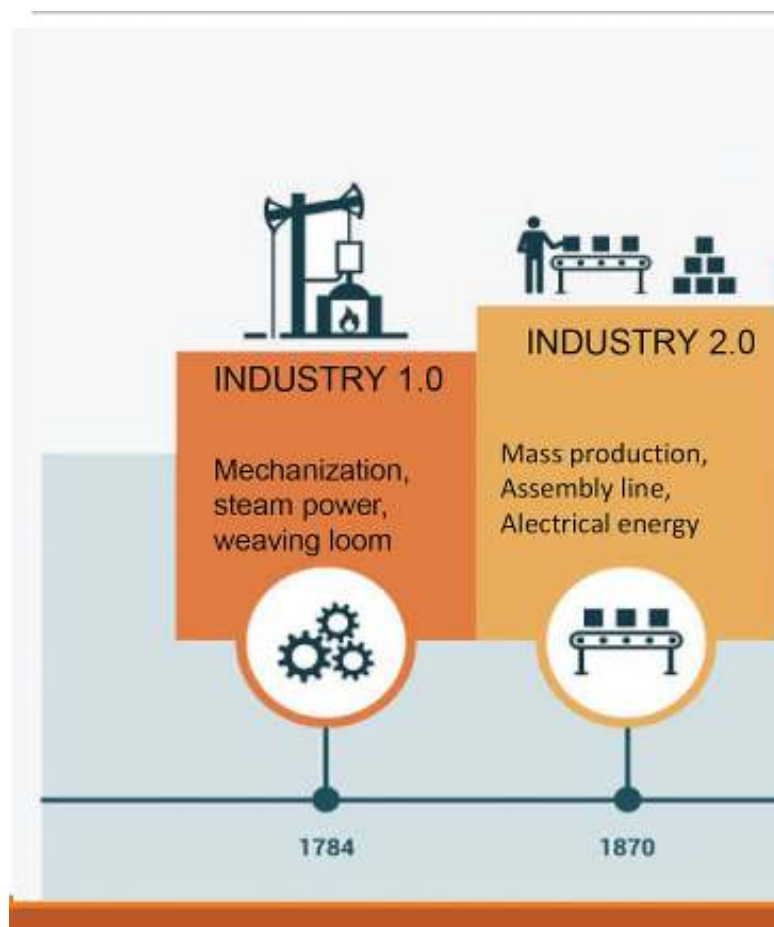 INDUSTRY 1.0
Mechanization,
steam power,
weaving loom
1784
INDUSTRY 2.0
Mass production,
Assembly line,
Alectrical energy
1870